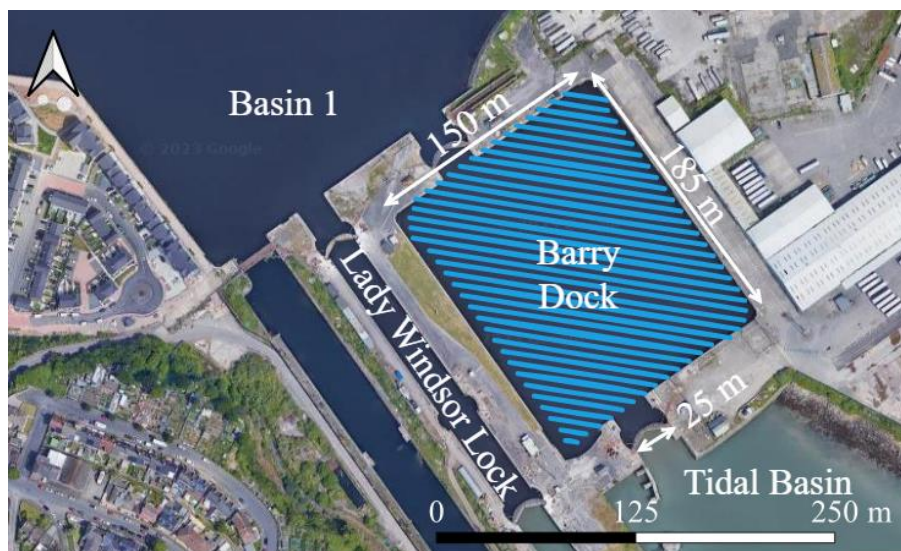 Basin 1
© 2023 Google
150 m
185 m
Barry
Dock
Lady Windsor Lock
25 m
Tidal Basin
0
125
250 m